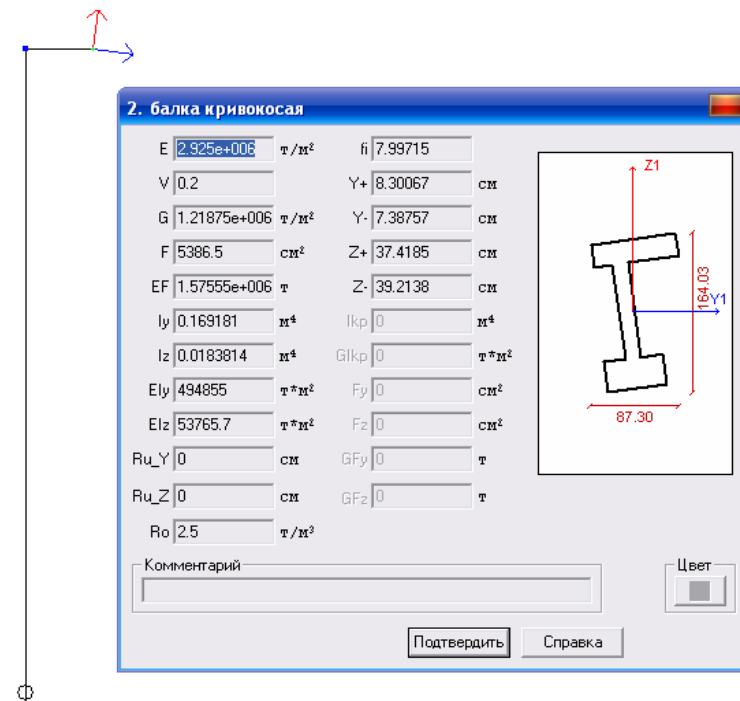 2. балка кривокосая
E 2.925e+006 т/м² fi 7.99715
V 0.2 Y+ 8.30067 см
G 1.21875e+006 т/м² Y- 7.38757 см
F 5386.5 см² Z+ 37.4185 см
EF 1.57555e+006 т Z- 39.2138 см
Iy 0.169181 м⁴ Ikp 0 м⁴
Iz 0.0183814 м⁴ GIkp 0 т*м²
EIy 494855 т*м² Fy 0 см²
EIz 53765.7 т*м² Fz 0 см²
Ru_Y 0 см GFy 0 т
Ru_Z 0 см GFz 0 т
Ro 2.5 т/м³
Z1
Y1
164.03
87.30
Комментарий
Цвет
Подтвердить Справка